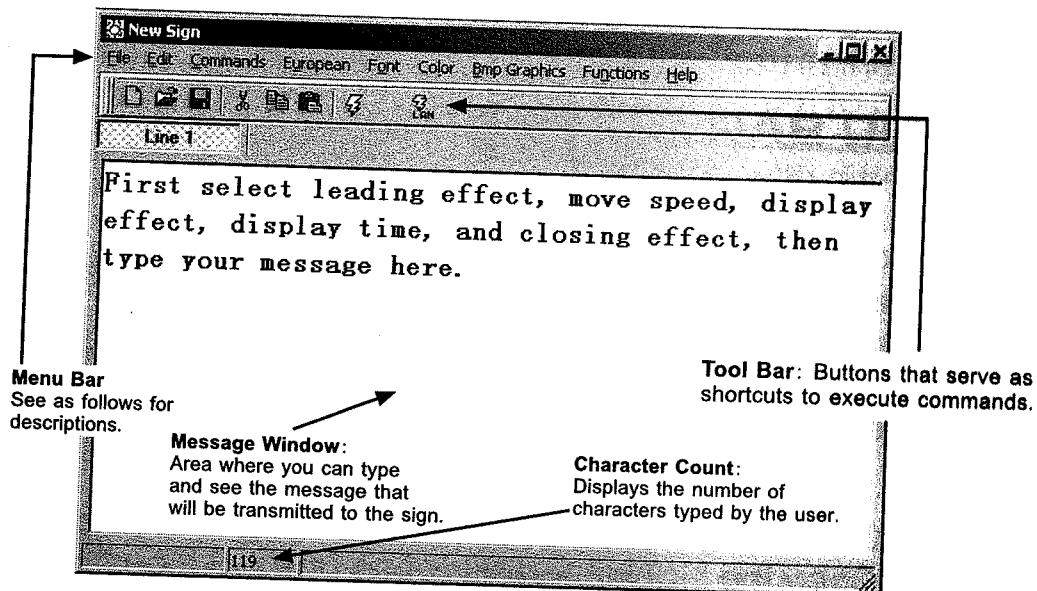 New Sign
File Edit Commands European Font Color Bmp Graphics Functions Help
LAN
Line 1
First select leading effect, move speed, display
effect, display time, and closing effect, then
type your message here.
Menu Bar
See as follows for
descriptions.
Tool Bar: Buttons that serve as
shortcuts to execute commands.
Message Window:
Area where you can type
and see the message that
will be transmitted to the sign.
Character Count:
Displays the number of
characters typed by the user.
119